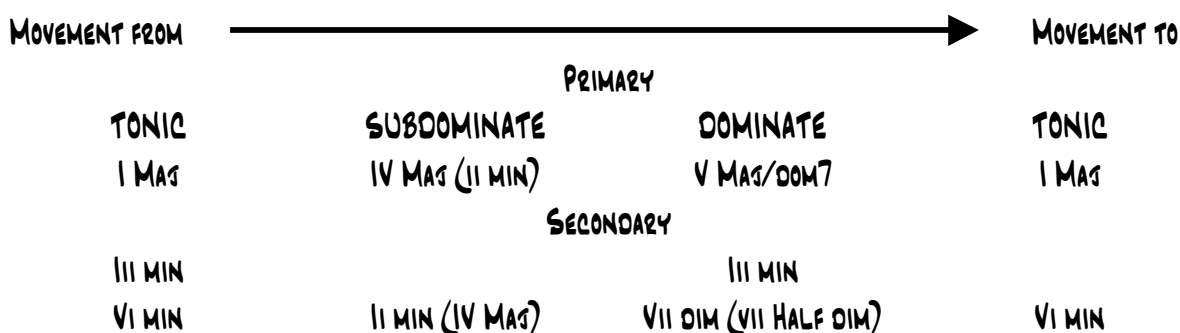 Movement from Movement to
Primary
TONIC SUBDOMINATE DOMINATE TONIC
I Maj IV Maj (ii min) V Maj/dom7 I Maj
Secondary
Iii min Iii min
Vi min Ii min (IV Maj) Vii dim (vii Half dim) Vi min